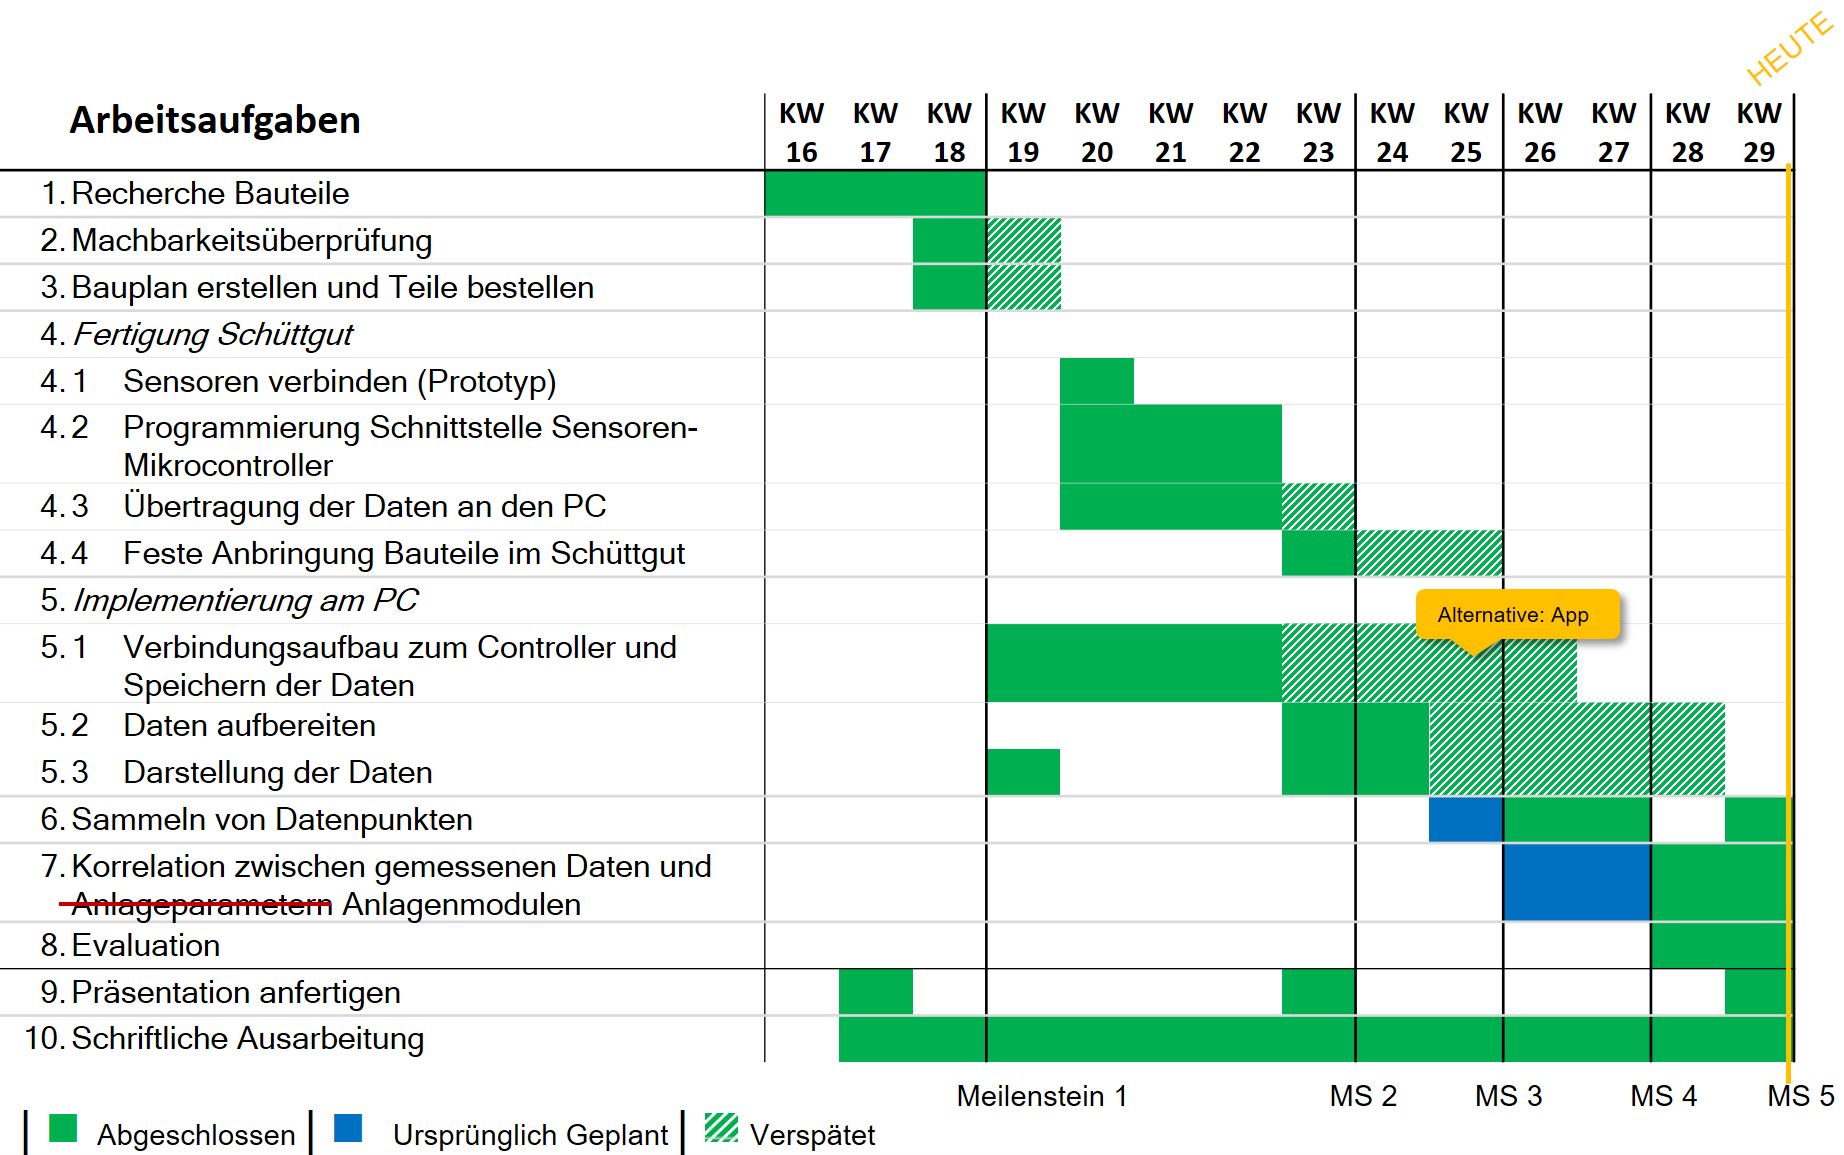 HEUTE
Arbeitsaufgaben
KW KW KW KW KW KW KW KW KW KW KW KW KW KW
16 17 18 19 20 21 22 23 24 25 26 27 28 29
1. Recherche Bauteile
2. Machbarkeitsüberprüfung
3. Bauplan erstellen und Teile bestellen
4. Fertigung Schüttgut
4.1 Sensoren verbinden (Prototyp)
4.2 Programmierung Schnittstelle Sensoren-
Mikrocontroller
4.3 Übertragung der Daten an den PC
4.4 Feste Anbringung Bauteile im Schüttgut
5. Implementierung am PC
Alternative: App
5.1 Verbindungsaufbau zum Controller und
Speichern der Daten
5.2 Daten aufbereiten
5.3 Darstellung der Daten
6. Sammeln von Datenpunkten
7. Korrelation zwischen gemessenen Daten und
Anlageparametern Anlagenmodulen
8. Evaluation
9. Präsentation anfertigen
10. Schriftliche Ausarbeitung
Meilenstein 1 MS 2 MS 3 MS 4 MS 5
Abgeschlossen Ursprünglich Geplant Verspätet